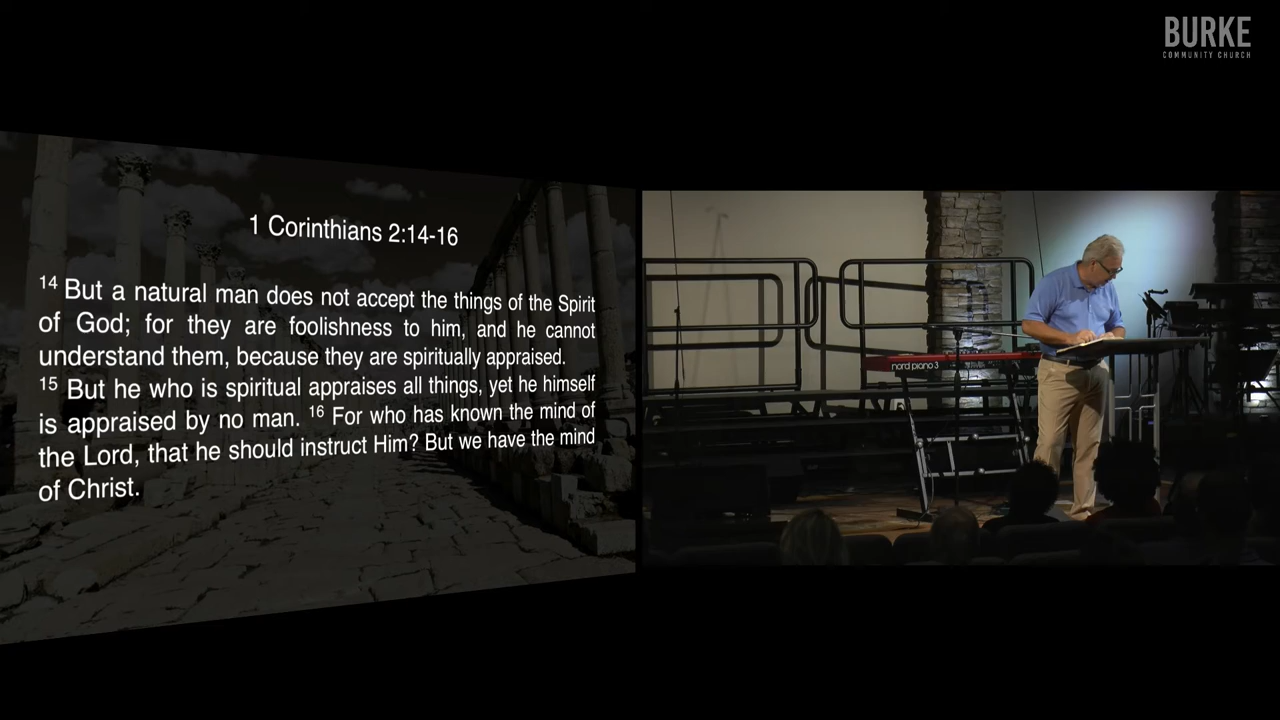 BURKE
COMMUNITY CHURCH
1 Corinthians 2:14-16
14 But a natural man does not accept the things of the Spirit
of God; for they are foolishness to him, and he cannot
understand them, because they are spiritually appraised.
15 But he who is spiritual appraises all things, yet he himself
is appraised by no man. 16 For who has known the mind of
the Lord, that he should instruct Him? But we have the mind
of Christ.
nord piano 3